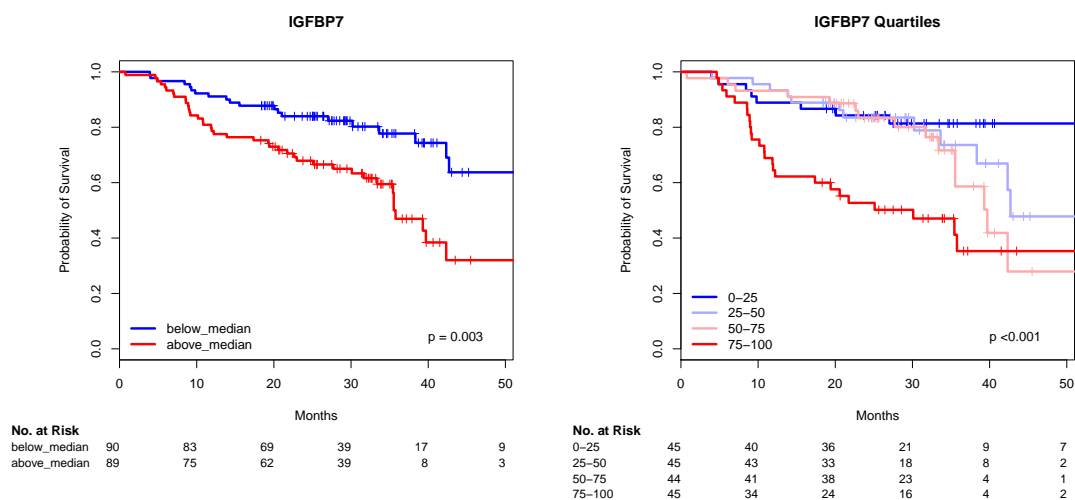 IGFBP7
Probability of Survival
1.0
0.8
0.6
0.4
0.2
0.0
below_median
above_median
p = 0.003
0 10 20 30 40 50
Months
No. at Risk
below_median 90 83 69 39 17 9
above_median 89 75 62 39 8 3
IGFBP7 Quartiles
Probability of Survival
1.0
0.8
0.6
0.4
0.2
0.0
0−25
25−50
50−75
75−100
p <0.001
0 10 20 30 40 50
Months
No. at Risk
0−25 45 40 36 21 9 7
25−50 45 43 33 18 8 2
50−75 44 41 38 23 4 1
75−100 45 34 24 16 4 2